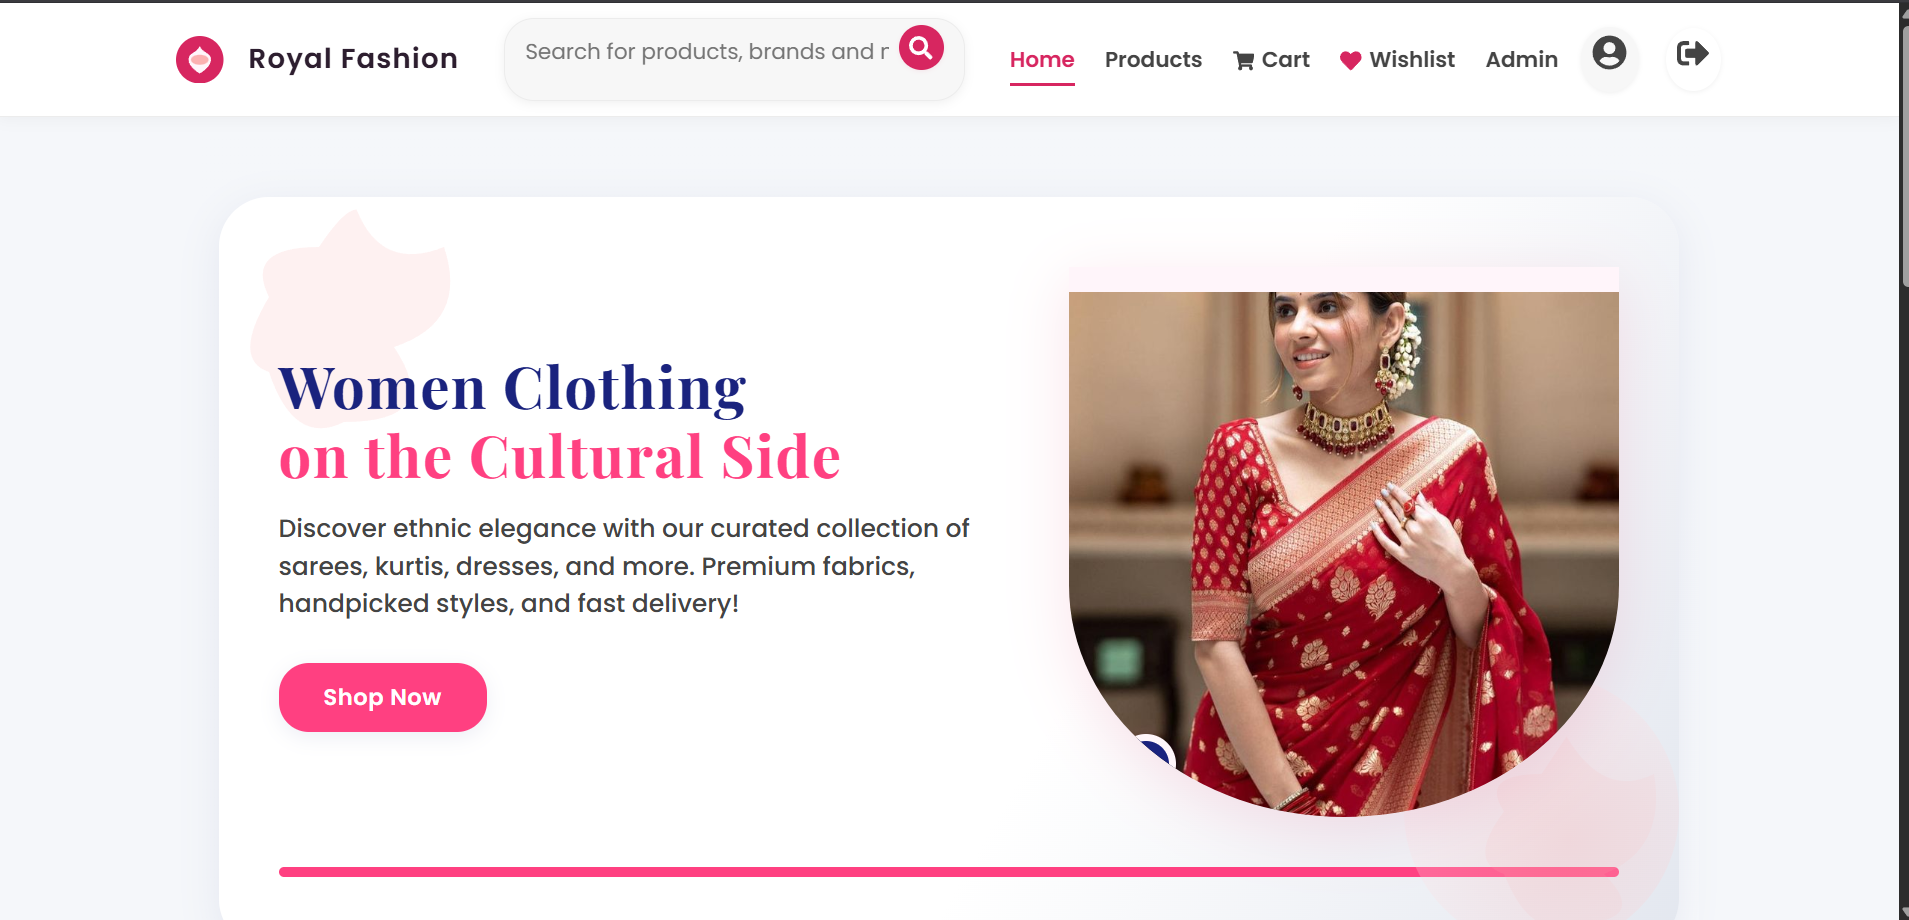 Royal Fashion
Search for products, brands and r
Home
Products
Cart
Wishlist
Admin
Women Clothing
on the Cultural Side
Discover ethnic elegance with our curated collection of
sarees, kurtis, dresses, and more. Premium fabrics,
handpicked styles, and fast delivery!
Shop Now